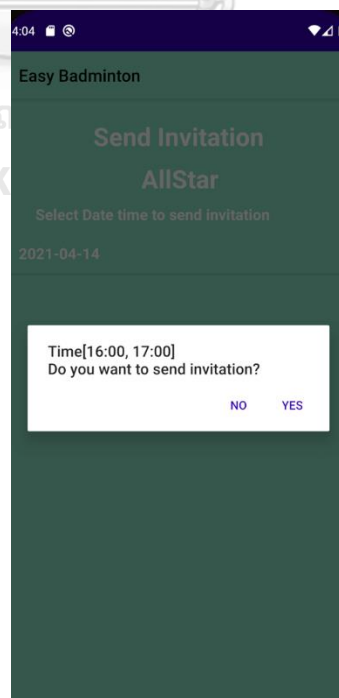 4:04
Easy Badminton
Send Invitation
AllStar
Select Date time to send invitation
2021-04-14
Time[16:00, 17:00]
Do you want to send invitation?
NO YES